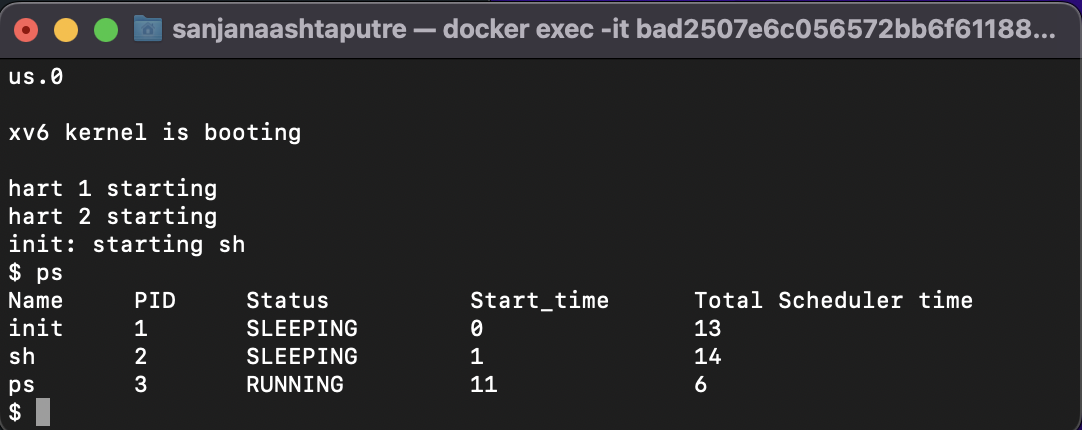 sanjanaashtaputre — docker exec -it bad2507e6c056572bb6f61188...
us.0
xv6 kernel is booting
hart 1 starting
hart 2 starting
init: starting sh
$ ps
Name PID Status Start_time Total Scheduler time
init 1 SLEEPING 0 13
sh 2 SLEEPING 1 14
ps 3 RUNNING 11 6
$